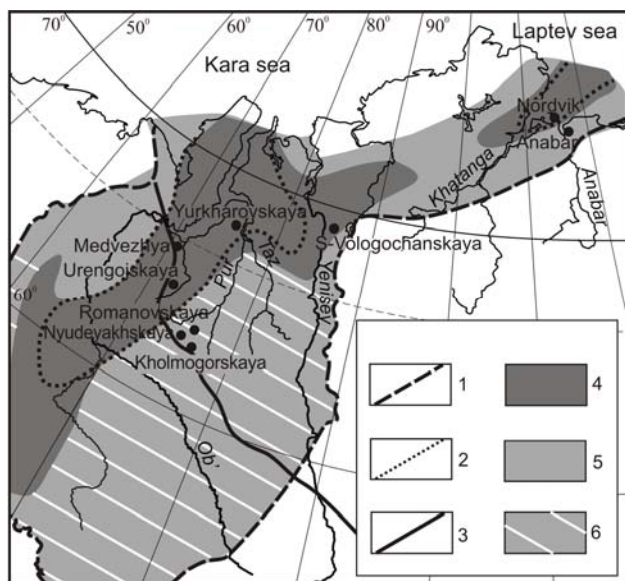 70° 50° 60° 70° 80° 90° Laptev sea
Kara sea
Nordvik
Anabar
Khatanga
Anabar
Yurkharovskaya
S-Vologochanskaya
Medvezhya
Pur
Taz
Urengoiskaya
Yenisey
60°
Romanovskaya
Nyudeyakhskaya
Kholmogorskaya
Ob'
1 4
2 5
3 6